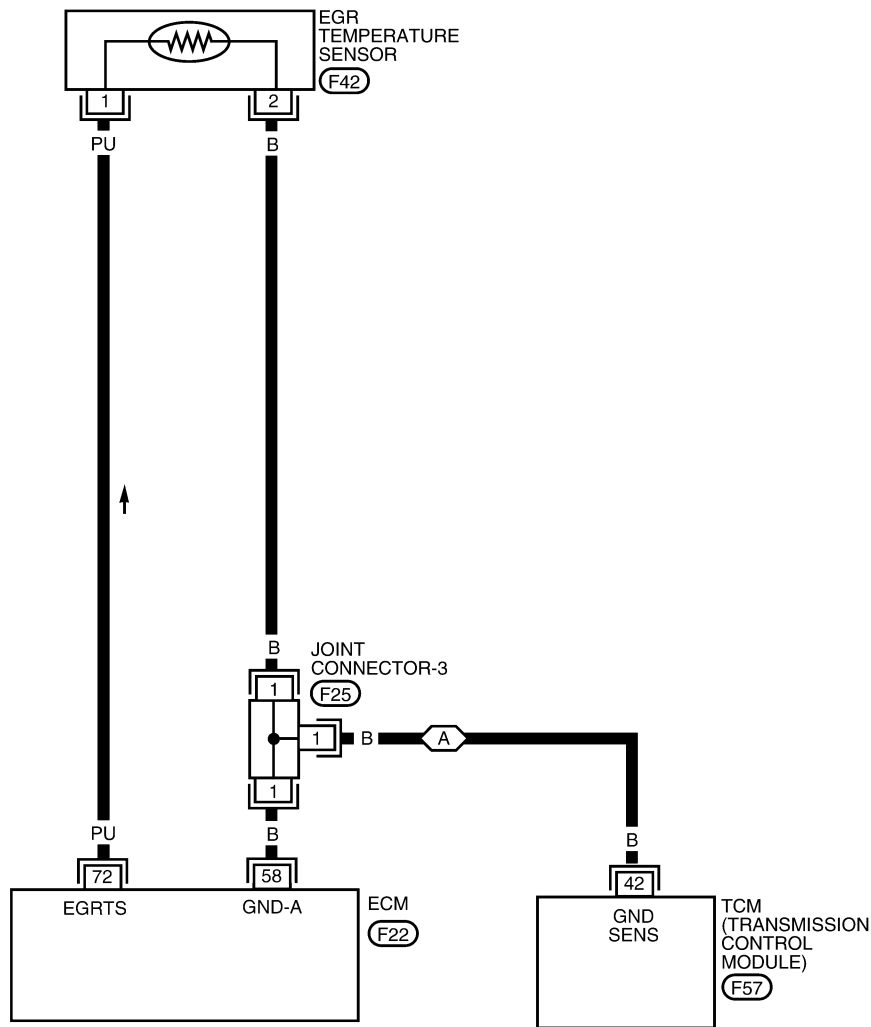 EGR
TEMPERATURE
SENSOR
F42
1
2
PU
B
B
JOINT
CONNECTOR-3
F25
1
1
B
A
1
PU
B
B
72
58
42
EGRTS
GND-A
ECM
F22
GND
SENS
TCM
(TRANSMISSION
CONTROL
MODULE)
F57